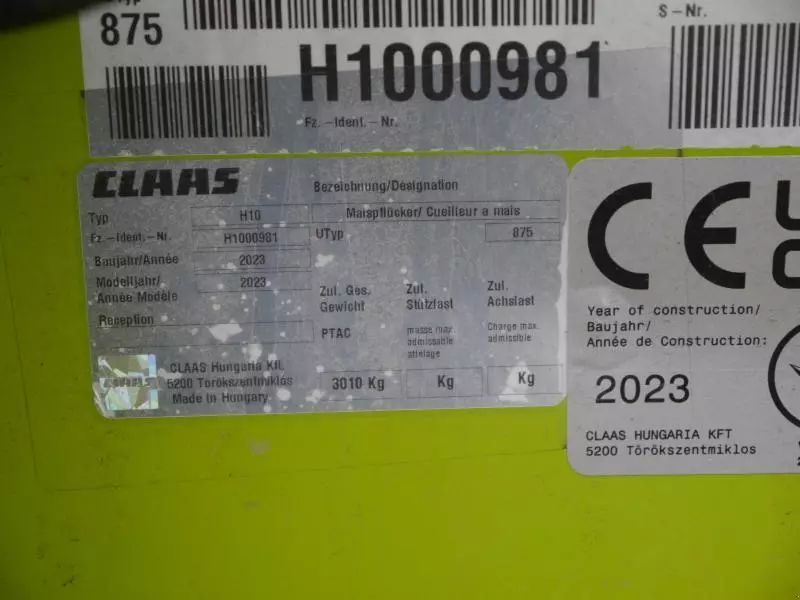 875
S-Nr.
H1000981
Fz.-Ident.-Nr.
CLAAS
Bezeichnung/Designation
Typ H10 Maispflücker/ Cueilleur a mais
Fz.-Ident.-Nr. H1000981 UTyp 875
Baujahr/Année 2023
Modelljahr/ 2023
Année Modèle
Zul. Ges. Zul. Zul.
Gewicht Stützlast Achslast
Reception
PTAC masse max. Charge max.
admissible admissible
attelage
CLAAS
CLAAS Hungaria Kft.
5200 Törökszentmiklós
Made in Hungary
3010 Kg Kg Kg
CE
Year of construction/
Baujahr/
Année de Construction:
2023
CLAAS HUNGARIA KFT
5200 Törökszentmiklos